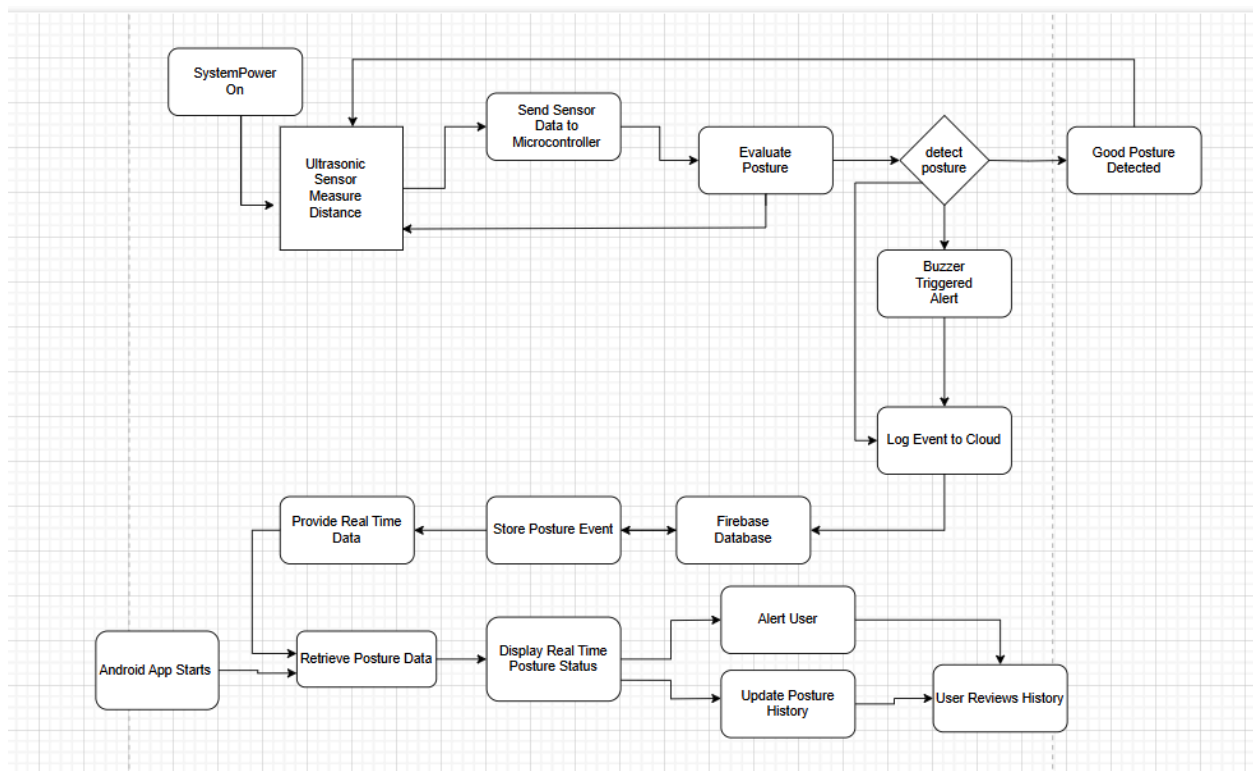 SystemPower
On
Send Sensor
Data to
Microcontroller
Ultrasonic
Sensor
Measure
Distance
Evaluate
Posture
detect
posture
Good Posture
Detected
Buzzer
Triggered
Alert
Log Event to Cloud
Provide Real Time
Data
Store Posture Event
Firebase
Database
Android App Starts
Retrieve Posture Data
Display Real Time
Posture Status
Alert User
Update Posture
History
User Reviews History